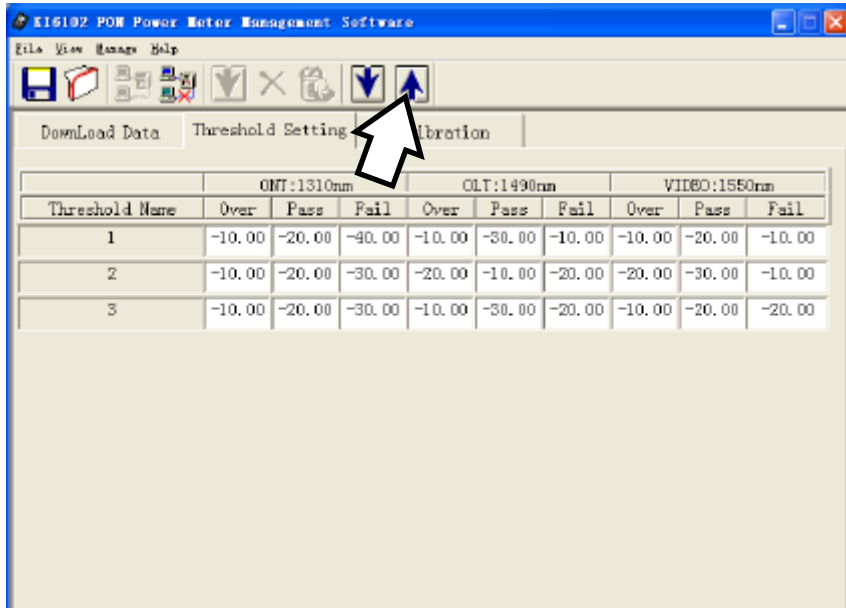 KI6102 PON Power Meter Management Software
File View Manage Help
DownLoad Data Threshold Setting
ONT:1310nm OLT:1490nm VIDEO:1550nm
Threshold Name Over Pass Fail Over Pass Fail Over Pass Fail
1 -10.00 -20.00 -40.00 -10.00 -30.00 -10.00 -10.00 -20.00 -10.00
2 -10.00 -20.00 -30.00 -20.00 -10.00 -20.00 -20.00 -30.00 -10.00
3 -10.00 -20.00 -30.00 -10.00 -30.00 -20.00 -10.00 -20.00 -20.00